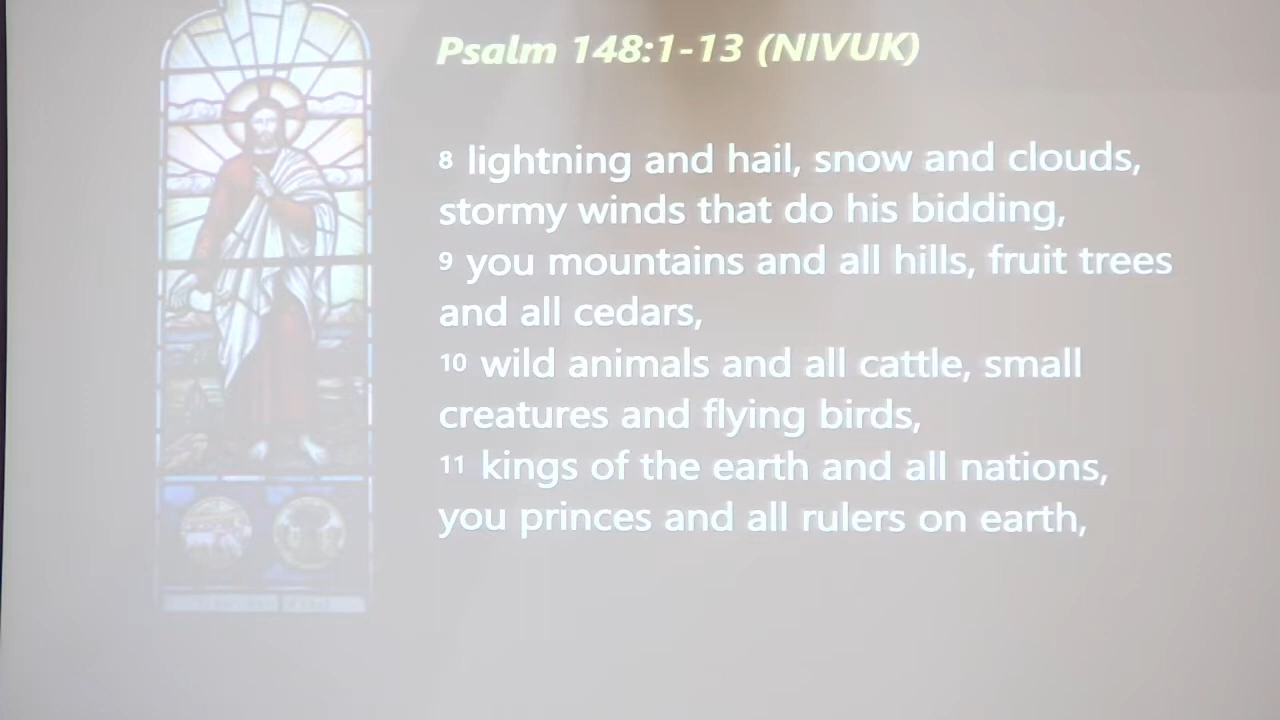 Psalm 148:1-13 (NIVUK)
8 lightning and hail, snow and clouds,
stormy winds that do his bidding,
9 you mountains and all hills, fruit trees
and all cedars,
10 wild animals and all cattle, small
creatures and flying birds,
11 kings of the earth and all nations,
you princes and all rulers on earth,